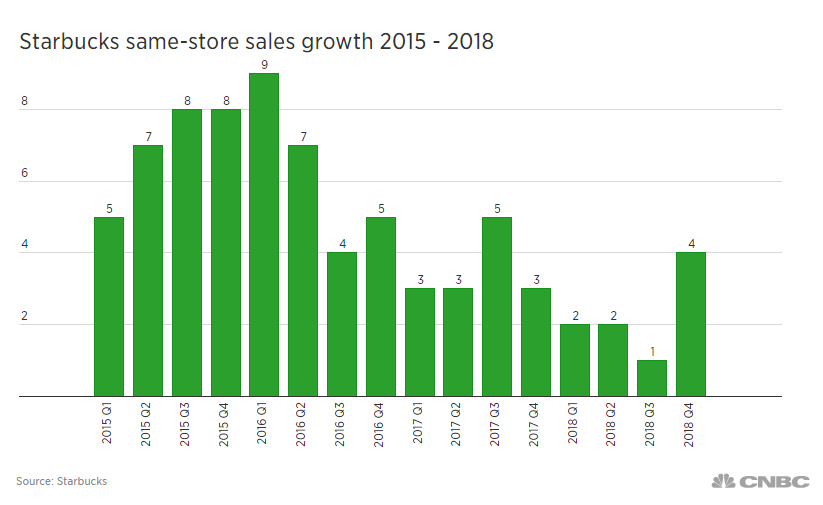 Starbucks same-store sales growth 2015 - 2018
9
8
8
8
7
7
6
5
5
5
4
4
4
3
3
3
2
2
2
1
2015 Q1
2015 Q2
2015 Q3
2015 Q4
2016 Q1
2016 Q2
2016 Q3
2016 Q4
2017 Q1
2017 Q2
2017 Q3
2017 Q4
2018 Q1
2018 Q2
2018 Q3
2018 Q4
Source: Starbucks
CNBC